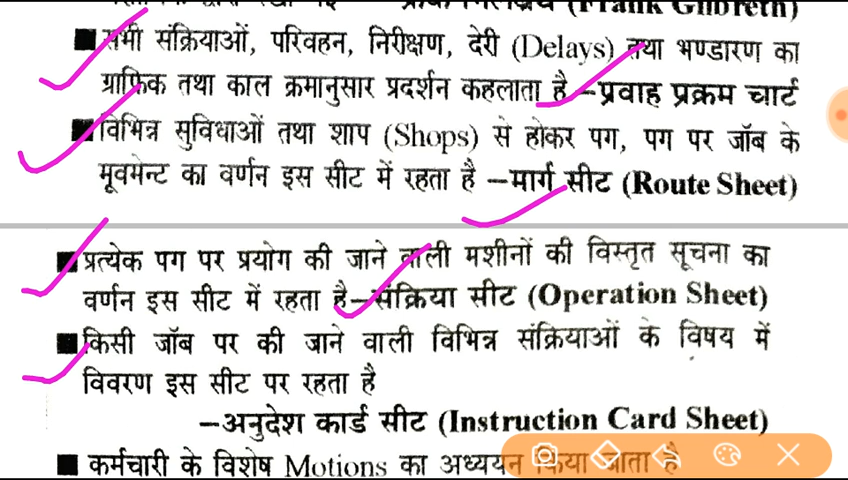 (Frank Gilbreth)
■ सभी संक्रियाओं, परिवहन, निरीक्षण, देरी (Delays) तथा भण्डारण का
ग्राफिक तथा काल क्रमानुसार प्रदर्शन कहलाता है –प्रवाह प्रक्रम चार्ट
■ विभिन्न सुविधाओं तथा शाप (Shops) से होकर पग, पग पर जॉब के
मूवमेन्ट का वर्णन इस सीट में रहता है –मार्ग सीट (Route Sheet)
■ प्रत्येक पग पर प्रयोग की जाने वाली मशीनों की विस्तृत सूचना का
वर्णन इस सीट में रहता है–संक्रिया सीट (Operation Sheet)
■ किसी जॉब पर की जाने वाली विभिन्न संक्रियाओं के विषय में
विवरण इस सीट पर रहता है
–अनुदेश कार्ड सीट (Instruction Card Sheet)
■ कर्मचारी के विशेष Motions का अध्ययन किया जाता है